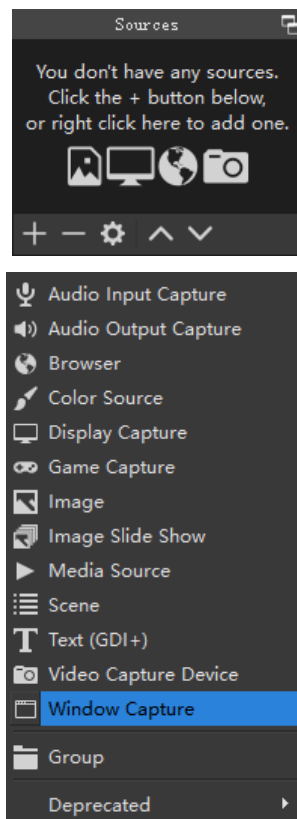 Sources
You don't have any sources.
Click the + button below,
or right click here to add one.
Audio Input Capture
Audio Output Capture
Browser
Color Source
Display Capture
Game Capture
Image
Image Slide Show
Media Source
Scene
Text (GDI+)
Video Capture Device
Window Capture
Group
Deprecated